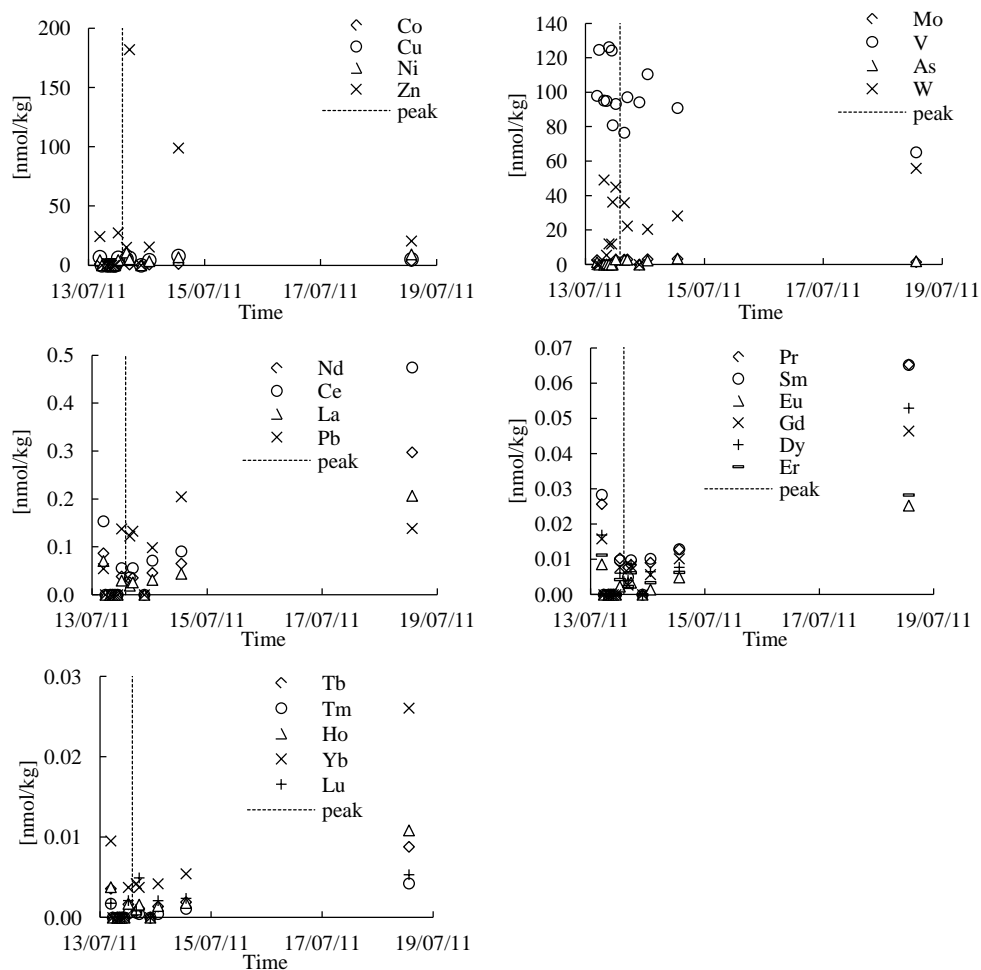 Co
Cu
Ni
Zn
peak
200
150
100
50
0
[nmol/kg]
13/07/11 15/07/11 17/07/11 19/07/11
Time
Mo
V
As
W
peak
140
120
100
80
60
40
20
0
[nmol/kg]
13/07/11 15/07/11 17/07/11 19/07/11
Time
Nd
Ce
La
Pb
peak
0.5
0.4
0.3
0.2
0.1
0.0
[nmol/kg]
13/07/11 15/07/11 17/07/11 19/07/11
Time
Pr
Sm
Eu
Gd
Dy
Er
peak
0.07
0.06
0.05
0.04
0.03
0.02
0.01
0.00
[nmol/kg]
13/07/11 15/07/11 17/07/11 19/07/11
Time
Tb
Tm
Ho
Yb
Lu
peak
0.03
0.02
0.01
0.00
[nmol/kg]
13/07/11 15/07/11 17/07/11 19/07/11
Time